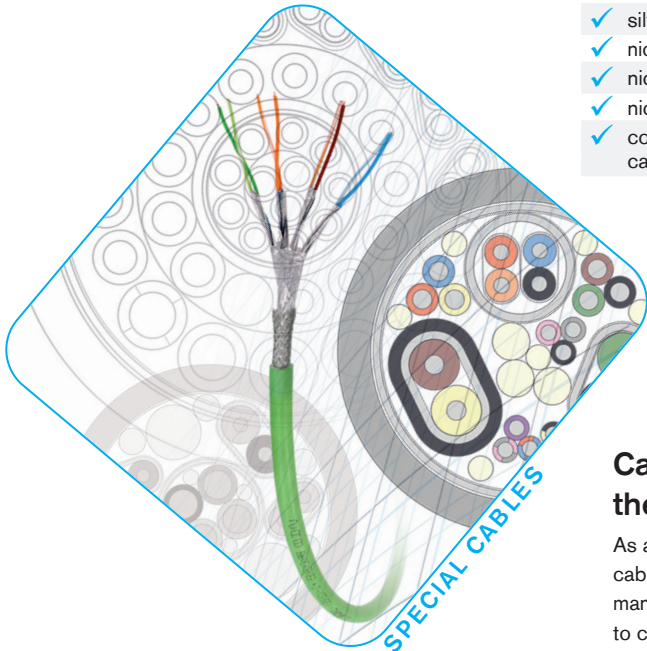 ✓ sil
✓ nic
✓ nic
✓ nic
✓ co
ca
SPECIAL CABLES
Ca
the
As a
cab
man
to c